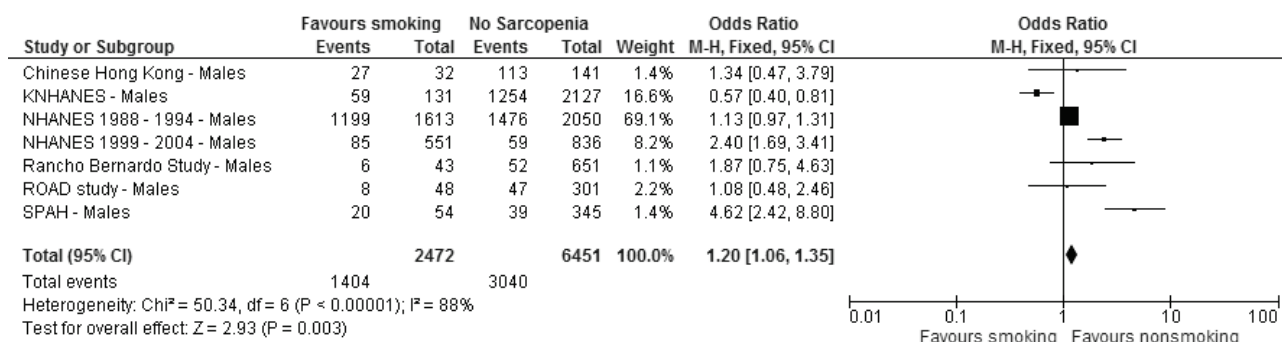 Favours smoking No Sarcopenia Odds Ratio Odds Ratio
Study or Subgroup Events Total Events Total Weight M-H, Fixed, 95% CI M-H, Fixed, 95% CI
Chinese Hong Kong - Males 27 32 113 141 1.4% 1.34 [0.47, 3.79]
KNHANES - Males 59 131 1254 2127 16.6% 0.57 [0.40, 0.81]
NHANES 1988 - 1994 - Males 1199 1613 1476 2050 69.1% 1.13 [0.97, 1.31]
NHANES 1999 - 2004 - Males 85 551 59 836 8.2% 2.40 [1.69, 3.41]
Rancho Bernardo Study - Males 6 43 52 651 1.1% 1.87 [0.75, 4.63]
ROAD study - Males 8 48 47 301 2.2% 1.08 [0.48, 2.46]
SPAH - Males 20 54 39 345 1.4% 4.62 [2.42, 8.80]
Total (95% CI) 2472 6451 100.0% 1.20 [1.06, 1.35]
Total events 1404 3040
Heterogeneity: Chi² = 50.34, df = 6 (P < 0.00001); I² = 88%
Test for overall effect: Z = 2.93 (P = 0.003)
0.01 0.1 1 10 100
Favours smoking Favours nonsmoking